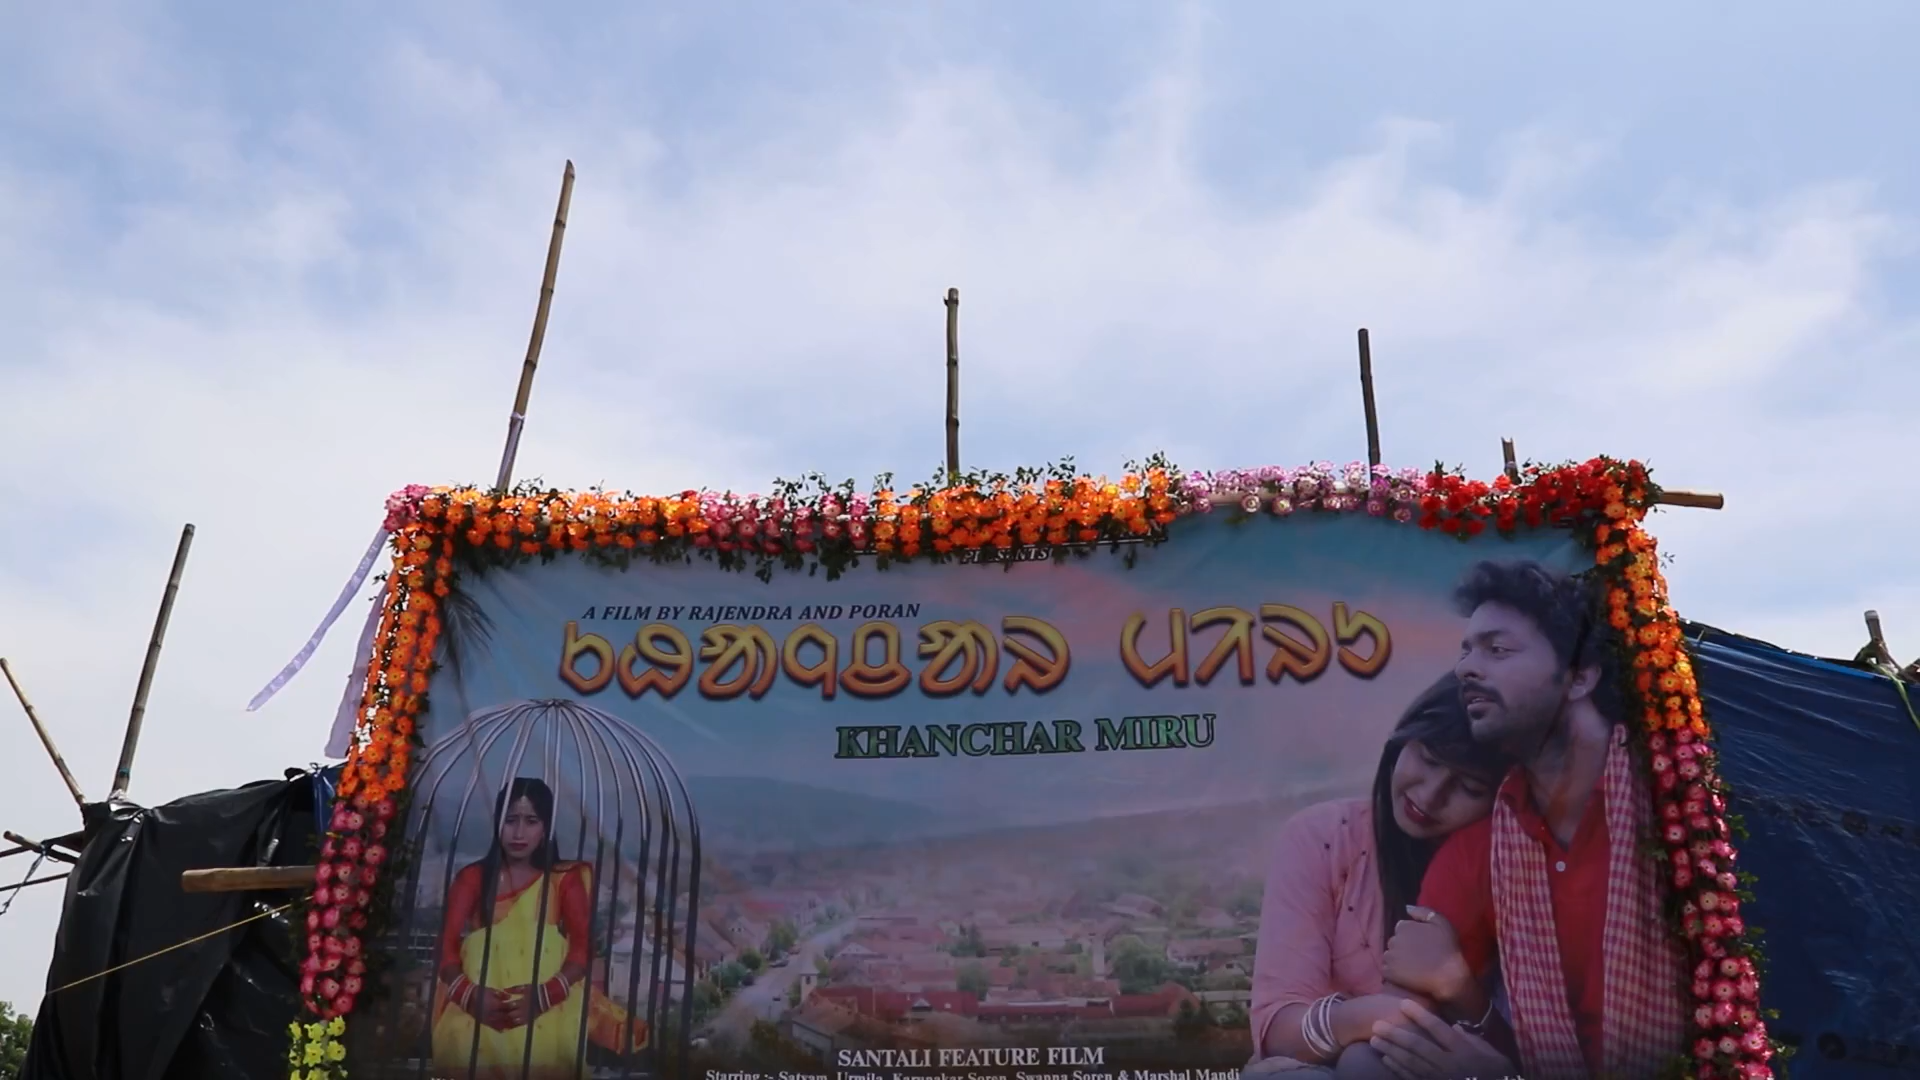 PRESENTS
A FILM BY RAJENDRA AND PORAN
ᱠᱷᱟᱧᱪᱟᱨ ᱢᱤᱨᱩ
KHANCHAR MIRU
SANTALI FEATURE FILM
Starring :- Satyam, Urmila, Karunakar Soren, Swapna Soren & Marshal Mandi